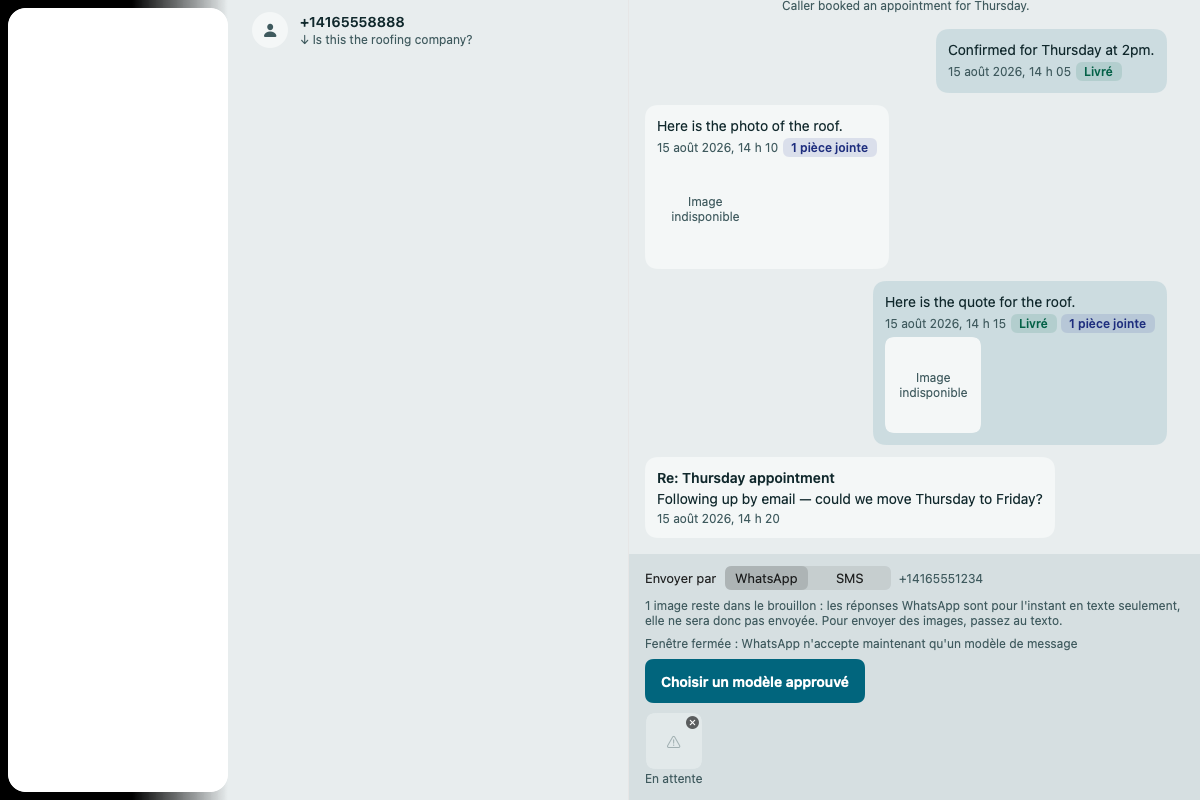 +14165558888
↓ Is this the roofing company?
Caller booked an appointment for Thursday.
Confirmed for Thursday at 2pm.
15 août 2026, 14 h 05 Livré
Here is the photo of the roof.
15 août 2026, 14 h 10 1 pièce jointe
Image
indisponible
Here is the quote for the roof.
15 août 2026, 14 h 15 Livré 1 pièce jointe
Image
indisponible
Re: Thursday appointment
Following up by email — could we move Thursday to Friday?
15 août 2026, 14 h 20
Envoyer par WhatsApp SMS +14165551234
1 image reste dans le brouillon : les réponses WhatsApp sont pour l'instant en texte seulement,
elle ne sera donc pas envoyée. Pour envoyer des images, passez au texto.
Fenêtre fermée : WhatsApp n'accepte maintenant qu'un modèle de message
Choisir un modèle approuvé
En attente